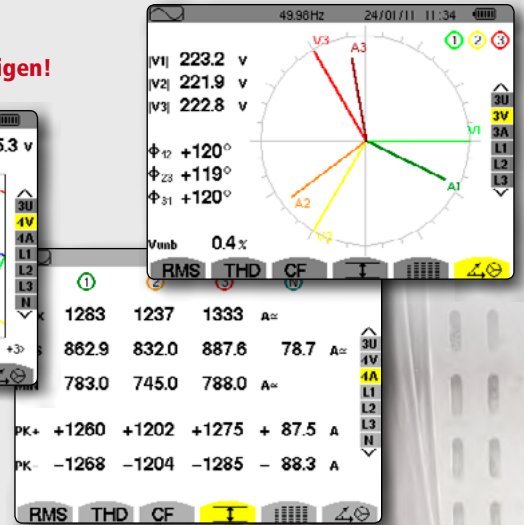 igen!
49.98Hz 24/01/11 11:34
|V1| 223.2 v
|V2| 221.9 v
|V3| 222.8 v
Φ12 +120°
Φ23 +119°
Φ31 +120°
Vunb 0.4%
V3 A3
V1
A1
A2
V2
1 2 3
3U
3V
3A
L1
L2
L3
RMS THD CF
5.3 v
3U
4V
4A
L1
L2
L3
N
+3>
1 2 3 N
1283 1237 1333 A≃
862.9 832.0 887.6 78.7 A≃
783.0 745.0 788.0 A≃
PK+ +1260 +1202 +1275 + 87.5 A
PK- −1268 −1204 −1285 − 88.3 A
3U
4V
4A
L1
L2
L3
N
RMS THD CF